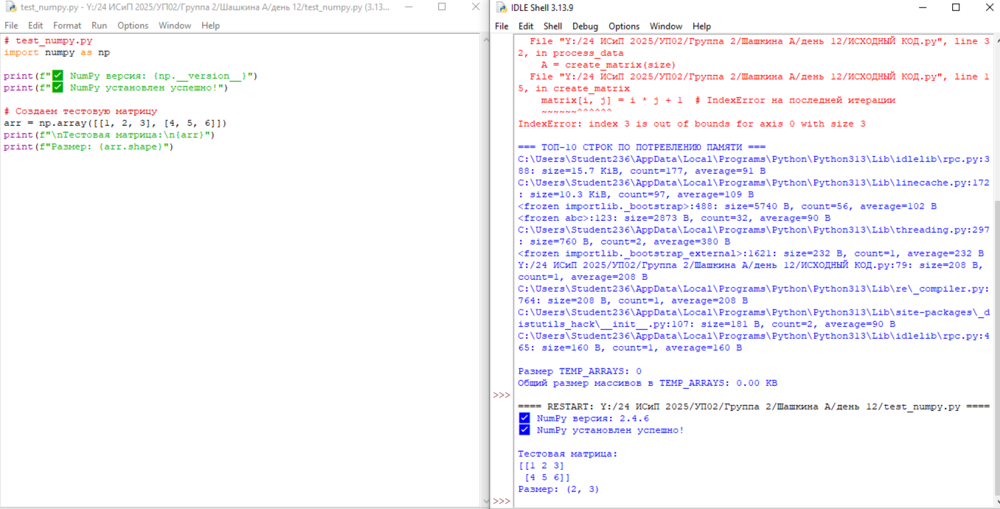 test_numpy.py - Y:/24 ИСиП 2025/УП02/Группа 2/Шашкина А/день 12/test_numpy.py (3.13...
File Edit Format Run Options Window Help
# test_numpy.py
import numpy as np
print(f"✅ NumPy версия: {np.__version__}")
print(f"✅ NumPy установлен успешно!")
# Создаем тестовую матрицу
arr = np.array([[1, 2, 3], [4, 5, 6]])
print(f"\nТестовая матрица:\n{arr}")
print(f"Размер: {arr.shape}")
IDLE Shell 3.13.9
File Edit Shell Debug Options Window Help
File "Y:/24 ИСиП 2025/УП02/Группа 2/Шашкина А/день 12/ИСХОДНЫЙ КОД.py", line 3
2, in process_data
A = create_matrix(size)
File "Y:/24 ИСиП 2025/УП02/Группа 2/Шашкина А/день 12/ИСХОДНЫЙ КОД.py", line 1
5, in create_matrix
matrix[i, j] = i * j + 1  # IndexError на последней итерации
~~~~~~^^^^^^
IndexError: index 3 is out of bounds for axis 0 with size 3
=== ТОП-10 СТРОК ПО ПОТРЕБЛЕНИЮ ПАМЯТИ ===
C:\Users\Student236\AppData\Local\Programs\Python\Python313\Lib\idlelib\rpc.py:3
88: size=15.7 KiB, count=177, average=91 B
C:\Users\Student236\AppData\Local\Programs\Python\Python313\Lib\linecache.py:172
: size=10.3 KiB, count=97, average=109 B
<frozen importlib._bootstrap>:488: size=5740 B, count=56, average=102 B
<frozen abc>:123: size=2873 B, count=32, average=90 B
C:\Users\Student236\AppData\Local\Programs\Python\Python313\Lib\threading.py:297
: size=760 B, count=2, average=380 B
<frozen importlib._bootstrap_external>:1621: size=232 B, count=1, average=232 B
Y:/24 ИСиП 2025/УП02/Группа 2/Шашкина А/день 12/ИСХОДНЫЙ КОД.py:79: size=208 B,
count=1, average=208 B
C:\Users\Student236\AppData\Local\Programs\Python\Python313\Lib\re\_compiler.py:
764: size=208 B, count=1, average=208 B
C:\Users\Student236\AppData\Local\Programs\Python\Python313\Lib\site-packages\_d
istutils_hack\__init__.py:107: size=181 B, count=2, average=90 B
C:\Users\Student236\AppData\Local\Programs\Python\Python313\Lib\idlelib\rpc.py:4
65: size=160 B, count=1, average=160 B
Размер TEMP_ARRAYS: 0
Общий размер массивов в TEMP_ARRAYS: 0.00 KB
>>>
==== RESTART: Y:/24 ИСиП 2025/УП02/Группа 2/Шашкина А/день 12/test_numpy.py ====
✅ NumPy версия: 2.4.6
✅ NumPy установлен успешно!
Тестовая матрица:
[[1 2 3]
[4 5 6]]
Размер: (2, 3)
>>>